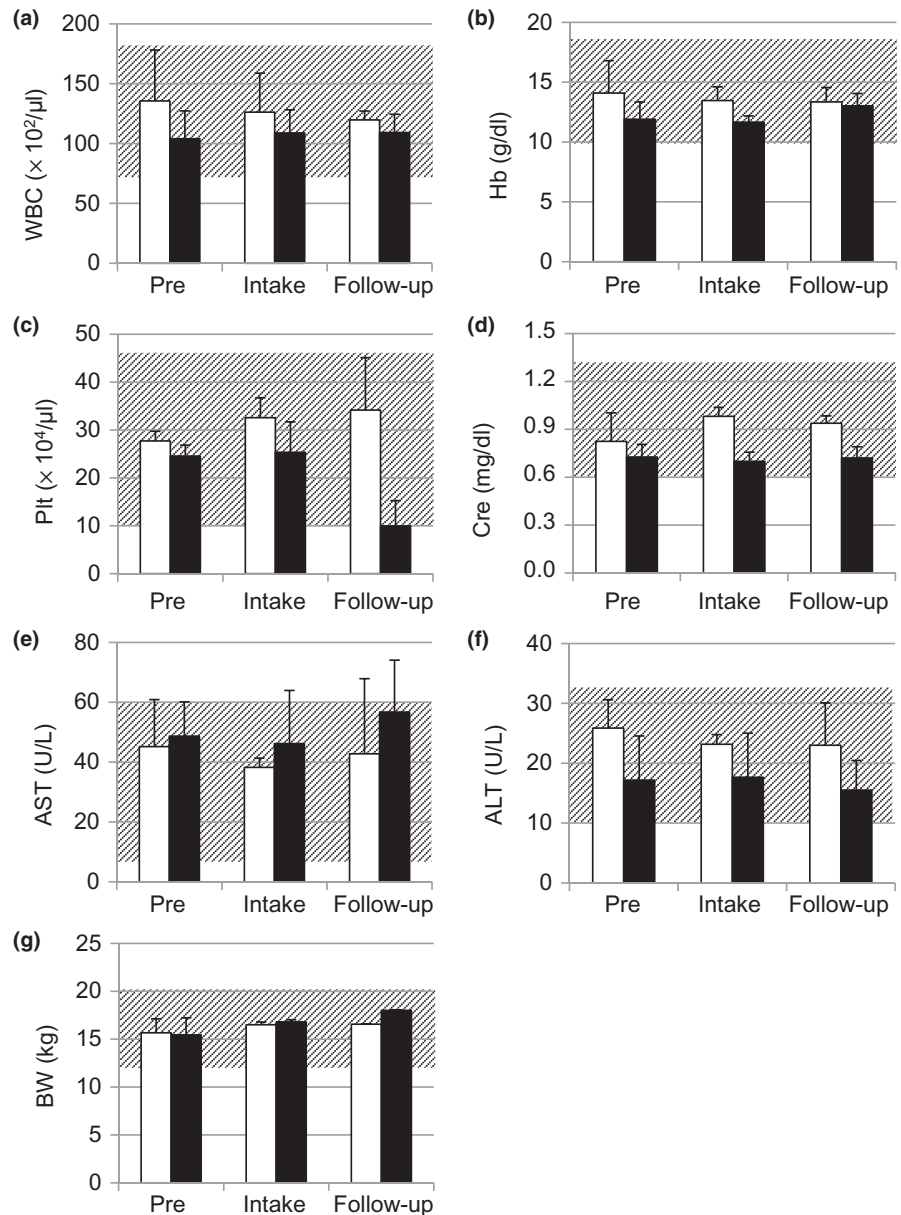 (a)
WBC (× 10²/µl)
200
150
100
50
0
Pre Intake Follow-up
(b)
Hb (g/dl)
20
15
10
5
0
Pre Intake Follow-up
(c)
Plt (× 10⁴/µl)
50
40
30
20
10
0
Pre Intake Follow-up
(d)
Cre (mg/dl)
1.5
1.2
0.9
0.6
0.3
0.0
Pre Intake Follow-up
(e)
AST (U/L)
80
60
40
20
0
Pre Intake Follow-up
(f)
ALT (U/L)
40
30
20
10
0
Pre Intake Follow-up
(g)
BW (kg)
25
20
15
10
5
0
Pre Intake Follow-up